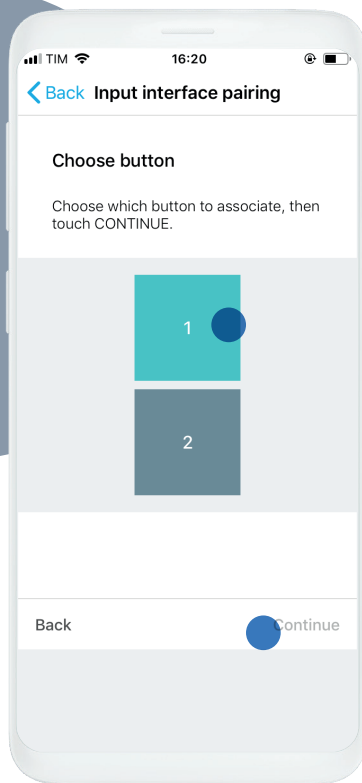 TIM 16:20
Back Input interface pairing
Choose button
Choose which button to associate, then
touch CONTINUE.
1
2
Back Continue